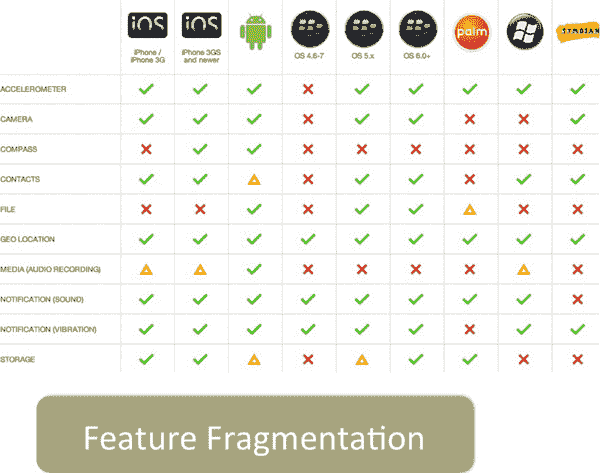 iOS
iOS
palm
SYMBIAN
iPhone / iPhone 3G
iPhone 3GS and newer
OS 4.6-7
OS 5.x
OS 6.0+
ACCELEROMETER
CAMERA
COMPASS
CONTACTS
FILE
GEO LOCATION
MEDIA (AUDIO RECORDING)
NOTIFICATION (SOUND)
NOTIFICATION (VIBRATION)
STORAGE
Feature Fragmentation